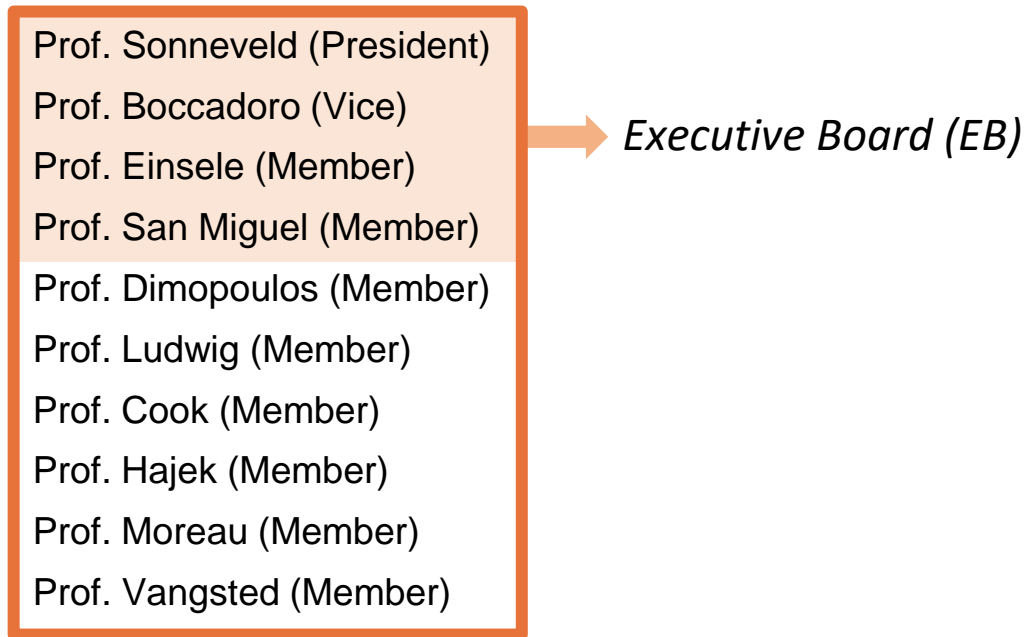 Prof. Sonneveld (President)
Prof. Boccadoro (Vice)
Prof. Einsele (Member)
Prof. San Miguel (Member)
Prof. Dimopoulos (Member)
Prof. Ludwig (Member)
Prof. Cook (Member)
Prof. Hajek (Member)
Prof. Moreau (Member)
Prof. Vangsted (Member)
Executive Board (EB)